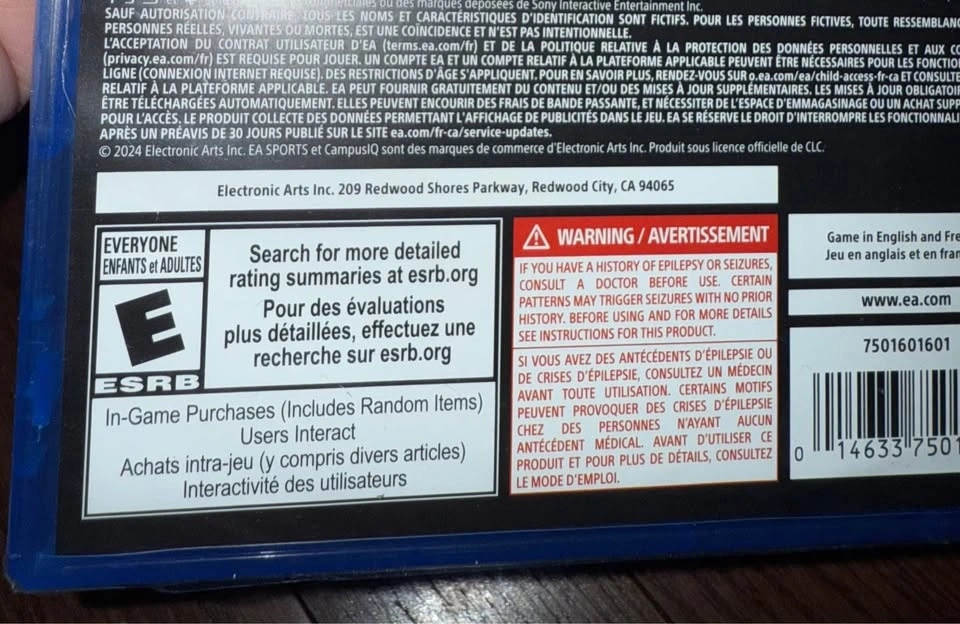 des marques déposées de Sony Interactive Entertainment Inc.
SAUF AUTORISATION CONTRAIRE, TOUS LES NOMS ET CARACTÉRISTIQUES D'IDENTIFICATION SONT FICTIFS. POUR LES PERSONNES FICTIVES, TOUTE RESSEMBLANC
PERSONNES RÉELLES, VIVANTES OU MORTES, EST UNE COÏNCIDENCE ET N'EST PAS INTENTIONNELLE.
L'ACCEPTATION DU CONTRAT UTILISATEUR D'EA (terms.ea.com/fr) ET DE LA POLITIQUE RELATIVE À LA PROTECTION DES DONNÉES PERSONNELLES ET AUX CO
(privacy.ea.com/fr) EST REQUISE POUR JOUER. UN COMPTE EA ET UN COMPTE RELATIF À LA PLATEFORME APPLICABLE PEUVENT ÊTRE NÉCESSAIRES POUR LES FONCTIO
LIGNE (CONNEXION INTERNET REQUISE). DES RESTRICTIONS D'ÂGE S'APPLIQUENT. POUR EN SAVOIR PLUS, RENDEZ-VOUS SUR o.ea.com/ea/child-access-fr-ca ET CONSULTE
RELATIF À LA PLATEFORME APPLICABLE. EA PEUT FOURNIR GRATUITEMENT DU CONTENU ET/OU DES MISES À JOUR SUPPLÉMENTAIRES. LES MISES À JOUR OBLIGATOIR
ÊTRE TÉLÉCHARGÉES AUTOMATIQUEMENT. ELLES PEUVENT ENCOURIR DES FRAIS DE BANDE PASSANTE, ET NÉCESSITER DE L'ESPACE D'EMMAGASINAGE OU UN ACHAT SUPP
POUR L'ACCÈS. LE PRODUIT COLLECTE DES DONNÉES PERMETTANT L'AFFICHAGE DE PUBLICITÉS DANS LE JEU. EA SE RÉSERVE LE DROIT D'INTERROMPRE LES FONCTIONNALI
APRÈS UN PRÉAVIS DE 30 JOURS PUBLIÉ SUR LE SITE ea.com/fr-ca/service-updates.
© 2024 Electronic Arts Inc. EA SPORTS et CampusIQ sont des marques de commerce d'Electronic Arts Inc. Produit sous licence officielle de CLC.
Electronic Arts Inc. 209 Redwood Shores Parkway, Redwood City, CA 94065
EVERYONE
ENFANTS et ADULTES
E
ESRB
Search for more detailed
rating summaries at esrb.org
Pour des évaluations
plus détaillées, effectuez une
recherche sur esrb.org
In-Game Purchases (Includes Random Items)
Users Interact
Achats intra-jeu (y compris divers articles)
Interactivité des utilisateurs
WARNING / AVERTISSEMENT
IF YOU HAVE A HISTORY OF EPILEPSY OR SEIZURES,
CONSULT A DOCTOR BEFORE USE. CERTAIN
PATTERNS MAY TRIGGER SEIZURES WITH NO PRIOR
HISTORY. BEFORE USING AND FOR MORE DETAILS
SEE INSTRUCTIONS FOR THIS PRODUCT.
SI VOUS AVEZ DES ANTÉCÉDENTS D'ÉPILEPSIE OU
DE CRISES D'ÉPILEPSIE, CONSULTEZ UN MÉDECIN
AVANT TOUTE UTILISATION. CERTAINS MOTIFS
PEUVENT PROVOQUER DES CRISES D'ÉPILEPSIE
CHEZ DES PERSONNES N'AYANT AUCUN
ANTÉCÉDENT MÉDICAL. AVANT D'UTILISER CE
PRODUIT ET POUR PLUS DE DÉTAILS, CONSULTEZ
LE MODE D'EMPLOI.
Game in English and Fre
Jeu en anglais et en fran
www.ea.com
7501601601
0 14633 7501